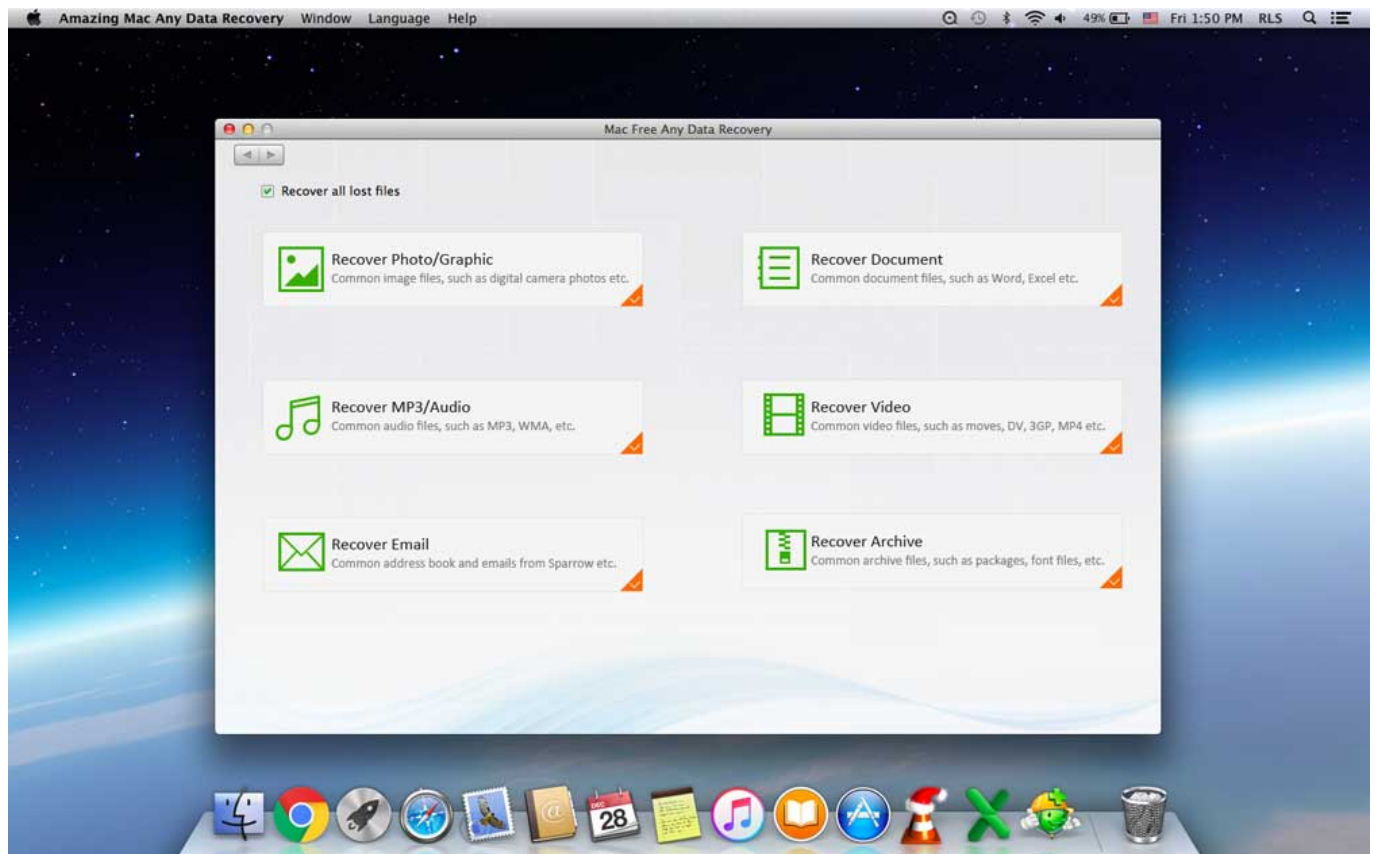 Amazing Mac Any Data Recovery Window Language Help 49% Fri 1:50 PM RLS
Mac Free Any Data Recovery
Recover all lost files
Recover Photo/Graphic
Common image files, such as digital camera photos etc.
Recover Document
Common document files, such as Word, Excel etc.
Recover MP3/Audio
Common audio files, such as MP3, WMA, etc.
Recover Video
Common video files, such as moves, DV, 3GP, MP4 etc.
Recover Email
Common address book and emails from Sparrow etc.
Recover Archive
Common archive files, such as packages, font files, etc.
DEC
28